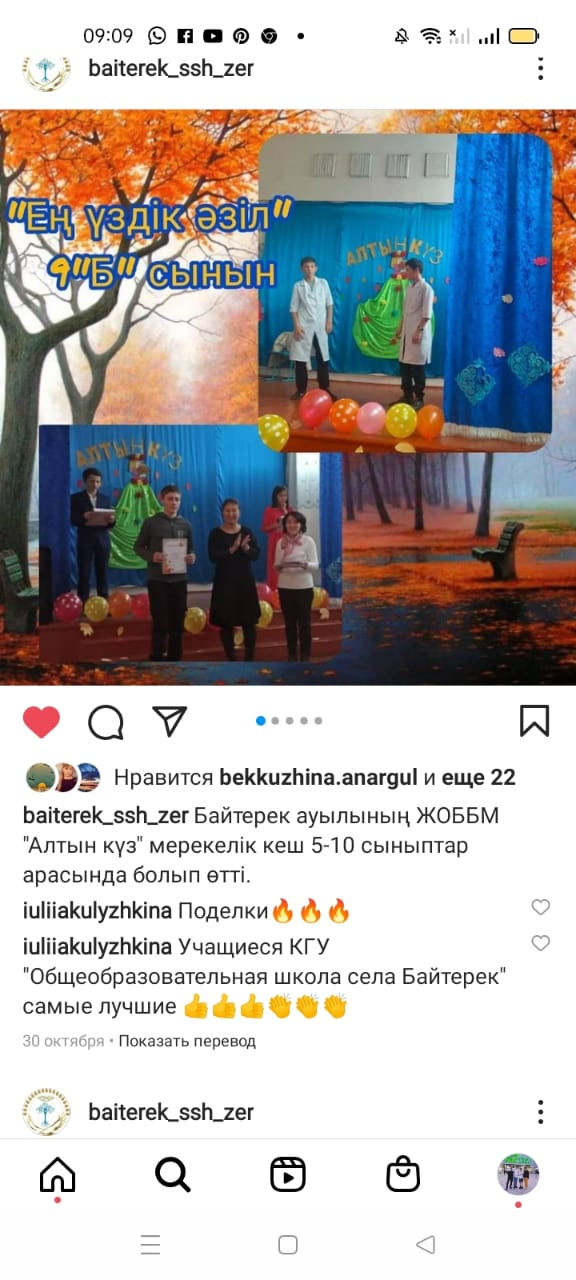 09:09
baiterek_ssh_zer
"Ең үздік әзіл"
9"Б" сынын
АЛТЫН КҮЗ
АЛТЫН КҮЗ
Нравится bekkuzhina.anargul и еще 22
baiterek_ssh_zer Байтерек ауылының ЖОББМ
"Алтын күз" мерекелік кеш 5-10 сыныптар
арасында болып өтті.
iuliiakulyzhkina Поделки🔥🔥🔥
iuliiakulyzhkina Учащиеся КГУ
"Общеобразовательная школа села Байтерек"
самые лучшие 👍👍👍👏👏👏
30 октября • Показать перевод
baiterek_ssh_zer